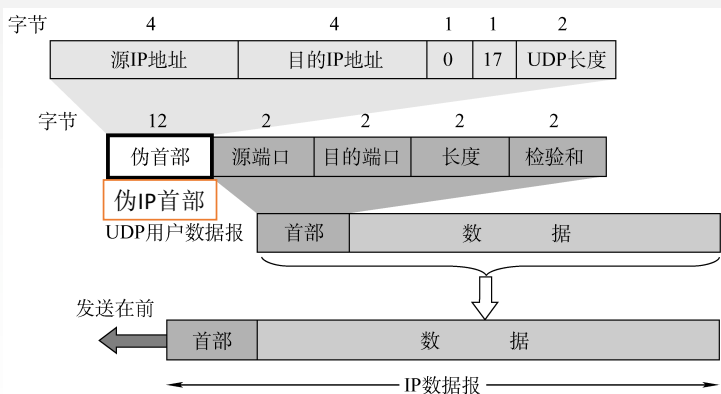 字节 4 4 1 1 2
源IP地址 目的IP地址 0 17 UDP长度
字节 12 2 2 2 2
伪首部 源端口 目的端口 长度 检验和
伪IP首部
UDP用户数据报 首部 数 据
发送在前
首部 数 据
IP数据报